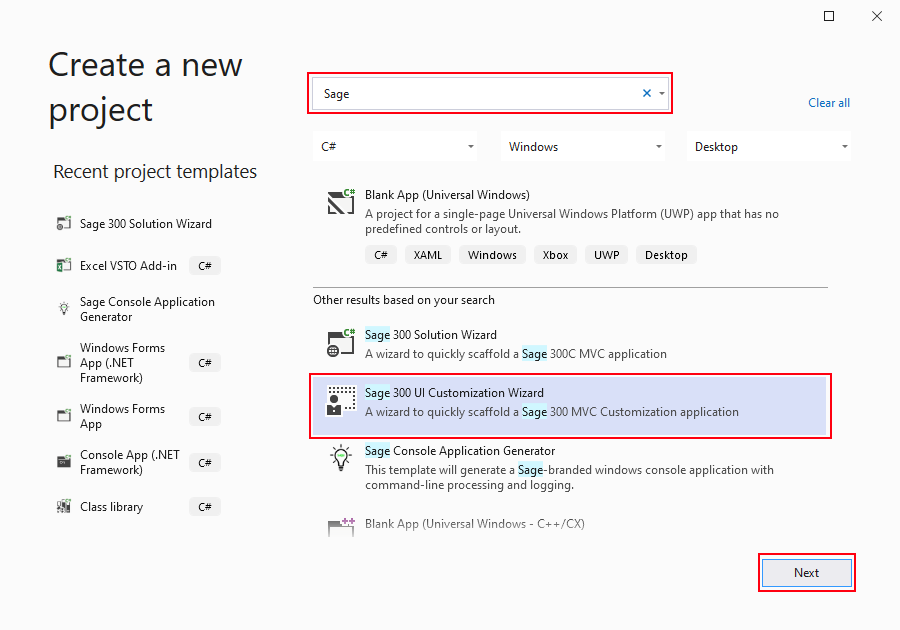 Create a new
project
Recent project templates
Sage 300 Solution Wizard
Excel VSTO Add-in C#
Sage Console Application
Generator
Windows Forms
App (.NET
Framework)
C#
Windows Forms
App
C#
Console App (.NET
Framework)
C#
Class library C#
Sage
Clear all
C# Windows Desktop
Blank App (Universal Windows)
A project for a single-page Universal Windows Platform (UWP) app that has no
predefined controls or layout.
C# XAML Windows Xbox UWP Desktop
Other results based on your search
Sage 300 Solution Wizard
A wizard to quickly scaffold a Sage 300C MVC application
Sage 300 UI Customization Wizard
A wizard to quickly scaffold a Sage 300 MVC Customization application
Sage Console Application Generator
This template will generate a Sage-branded windows console application with
command-line processing and logging.
Blank App (Universal Windows - C++/CX)
Next